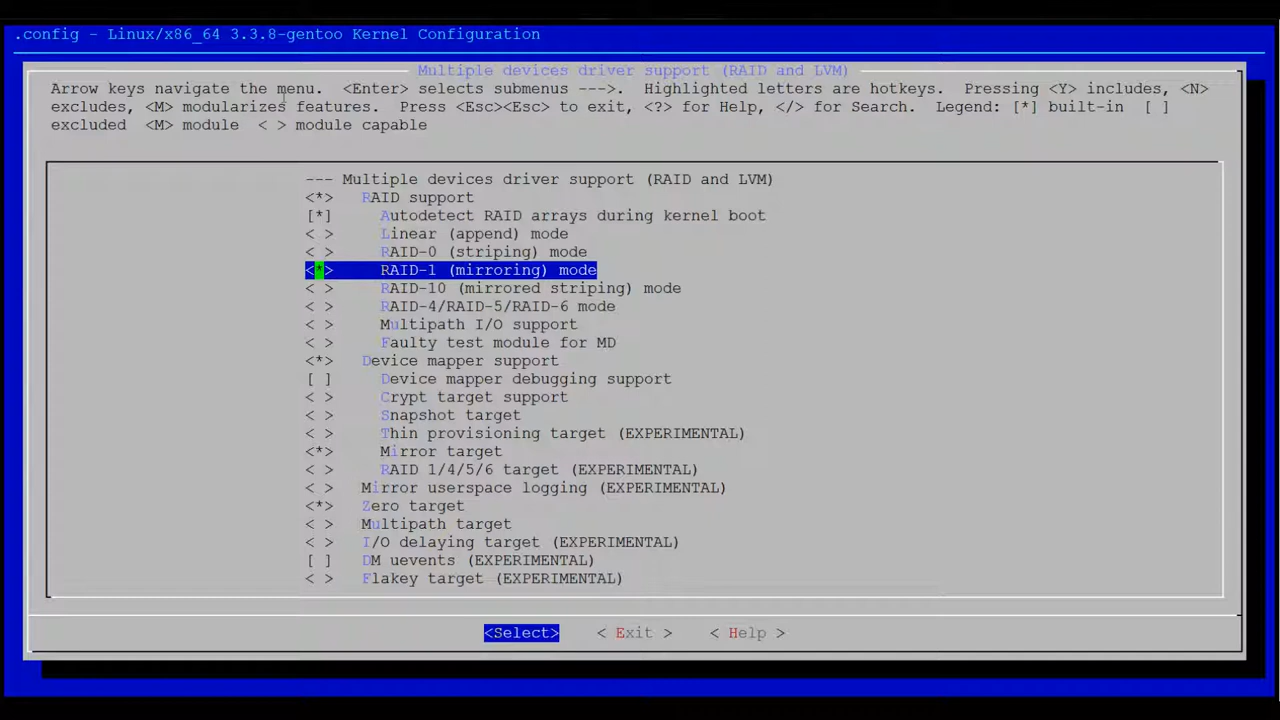 .config - Linux/x86_64 3.3.8-gentoo Kernel Configuration
Multiple devices driver support (RAID and LVM)
Arrow keys navigate the menu.  <Enter> selects submenus --->.  Highlighted letters are hotkeys.  Pressing <Y> includes, <N>
excludes, <M> modularizes features.  Press <Esc><Esc> to exit, <?> for Help, </> for Search.  Legend: [*] built-in  [ ]
excluded  <M> module  < > module capable
--- Multiple devices driver support (RAID and LVM)
<*>   RAID support
[*]     Autodetect RAID arrays during kernel boot
< >     Linear (append) mode
< >     RAID-0 (striping) mode
<*>     RAID-1 (mirroring) mode
< >     RAID-10 (mirrored striping) mode
< >     RAID-4/RAID-5/RAID-6 mode
< >     Multipath I/O support
< >     Faulty test module for MD
<*>   Device mapper support
[ ]     Device mapper debugging support
< >     Crypt target support
< >     Snapshot target
< >     Thin provisioning target (EXPERIMENTAL)
<*>     Mirror target
< >     RAID 1/4/5/6 target (EXPERIMENTAL)
< >   Mirror userspace logging (EXPERIMENTAL)
<*>   Zero target
< >   Multipath target
< >   I/O delaying target (EXPERIMENTAL)
[ ]   DM uevents (EXPERIMENTAL)
< >   Flakey target (EXPERIMENTAL)
<Select>    < Exit >    < Help >